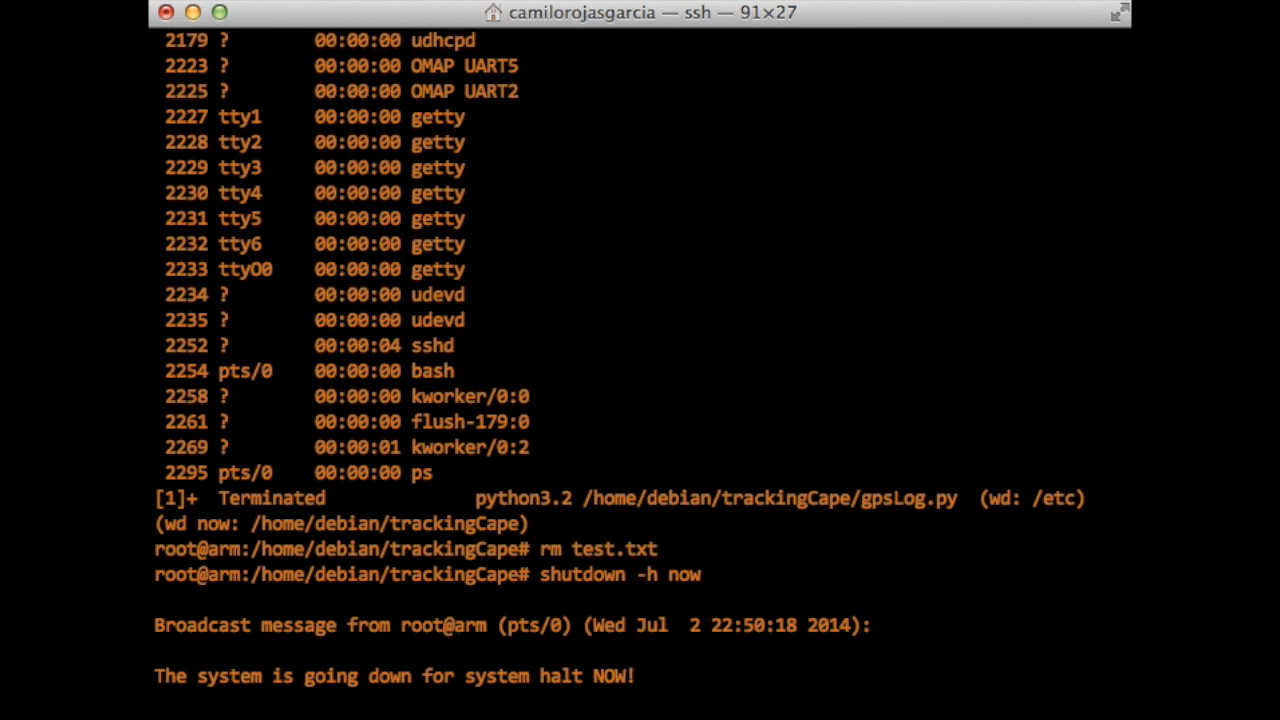 camilorojasgarcia — ssh — 91×27
2179 ?        00:00:00 udhcpd
2223 ?        00:00:00 OMAP UART5
2225 ?        00:00:00 OMAP UART2
2227 tty1     00:00:00 getty
2228 tty2     00:00:00 getty
2229 tty3     00:00:00 getty
2230 tty4     00:00:00 getty
2231 tty5     00:00:00 getty
2232 tty6     00:00:00 getty
2233 ttyO0    00:00:00 getty
2234 ?        00:00:00 udevd
2235 ?        00:00:00 udevd
2252 ?        00:00:04 sshd
2254 pts/0    00:00:00 bash
2258 ?        00:00:00 kworker/0:0
2261 ?        00:00:00 flush-179:0
2269 ?        00:00:01 kworker/0:2
2295 pts/0    00:00:00 ps
[1]+  Terminated              python3.2 /home/debian/trackingCape/gpsLog.py  (wd: /etc)
(wd now: /home/debian/trackingCape)
root@arm:/home/debian/trackingCape# rm test.txt
root@arm:/home/debian/trackingCape# shutdown -h now
Broadcast message from root@arm (pts/0) (Wed Jul  2 22:50:18 2014):
The system is going down for system halt NOW!